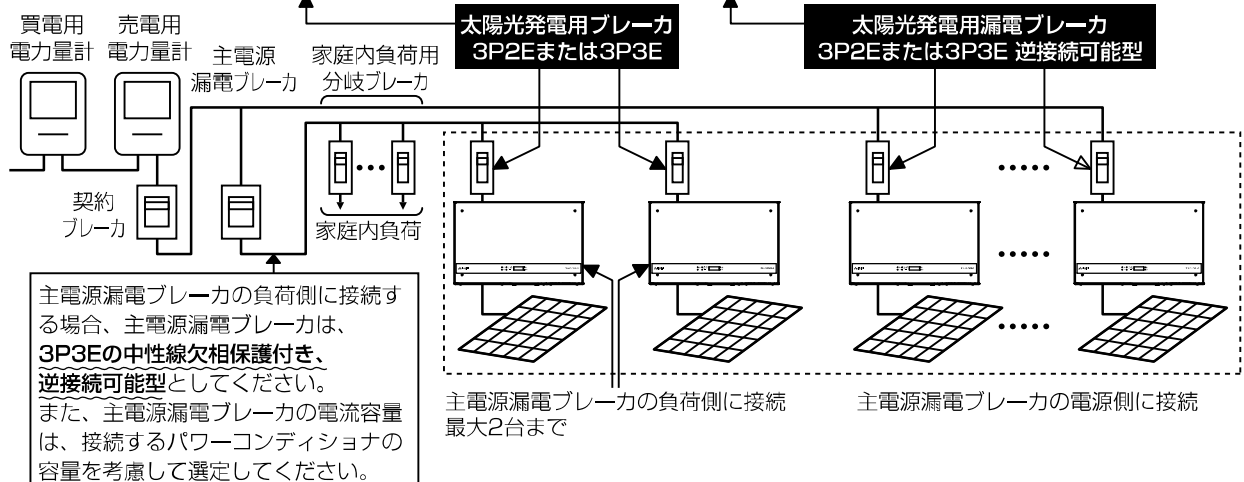 太陽光発電用ブレーカ
3P2Eまたは3P3E
太陽光発電用漏電ブレーカ
3P2Eまたは3P3E 逆接続可能型
買電用
電力量計
売電用
電力量計
主電源
漏電ブレーカ
家庭内負荷用
分岐ブレーカ
契約
ブレーカ
家庭内負荷
主電源漏電ブレーカの負荷側に接続す
る場合、主電源漏電ブレーカは、
3P3Eの中性線欠相保護付き、
逆接続可能型としてください。
また、主電源漏電ブレーカの電流容量
は、接続するパワーコンディショナの
容量を考慮して選定してください。
主電源漏電ブレーカの負荷側に接続
最大2台まで
主電源漏電ブレーカの電源側に接続